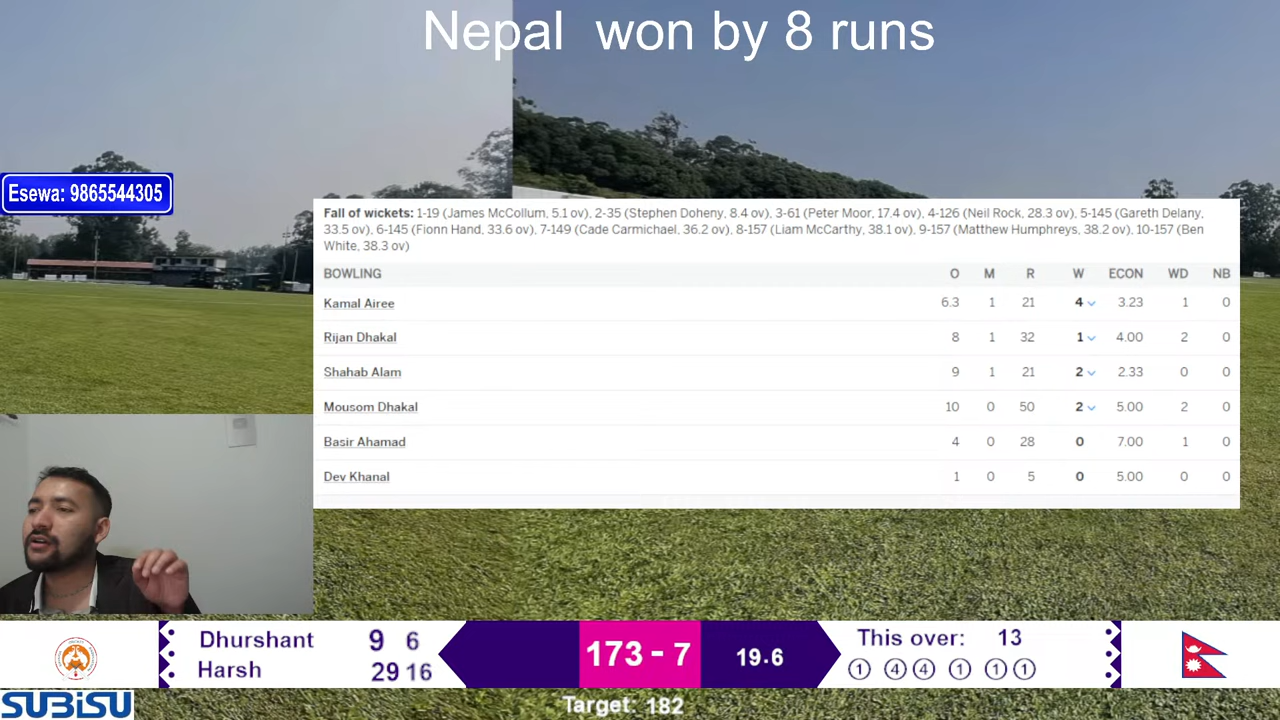 Nepal won by 8 runs
Esewa: 9865544305
Fall of wickets: 1-19 (James McCollum, 5.1 ov), 2-35 (Stephen Doheny, 8.4 ov), 3-61 (Peter Moor, 17.4 ov), 4-126 (Neil Rock, 28.3 ov), 5-145 (Gareth Delany,
33.5 ov), 6-145 (Fionn Hand, 33.6 ov), 7-149 (Cade Carmichael, 36.2 ov), 8-157 (Liam McCarthy, 38.1 ov), 9-157 (Matthew Humphreys, 38.2 ov), 10-157 (Ben
White, 38.3 ov)
BOWLING O M R W ECON WD NB
Kamal Airee 6.3 1 21 4 3.23 1 0
Rijan Dhakal 8 1 32 1 4.00 2 0
Shahab Alam 9 1 21 2 2.33 0 0
Mousom Dhakal 10 0 50 2 5.00 2 0
Basir Ahamad 4 0 28 0 7.00 1 0
Dev Khanal 1 0 5 0 5.00 0 0
Dhurshant 9 6
Harsh 29 16
173-7 19.6
This over: 13
1 4 4 1 1 1
SUBISU
Target: 182